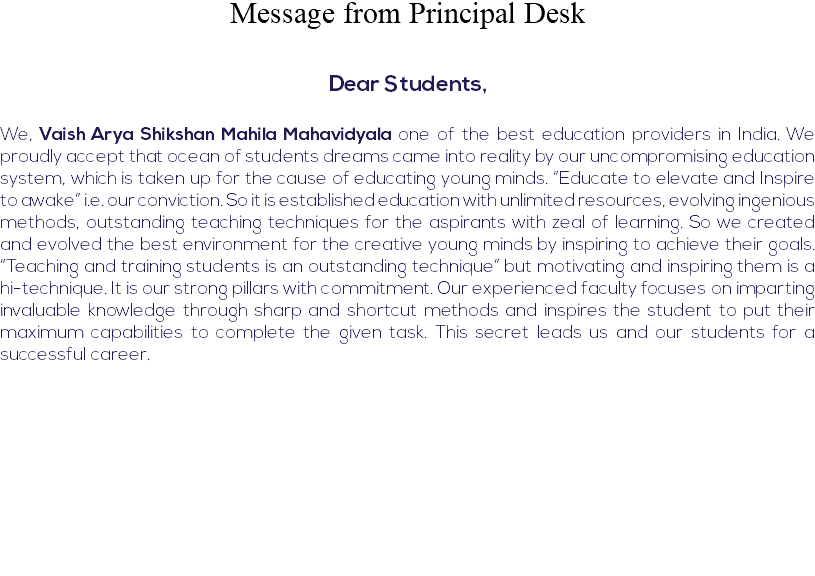 Message from Principal Desk
Dear Students,
We, Vaish Arya Shikshan Mahila Mahavidyala one of the best education providers in India. We
proudly accept that ocean of students dreams came into reality by our uncompromising education
system, which is taken up for the cause of educating young minds. “Educate to elevate and Inspire
to awake” i.e. our conviction. So it is established education with unlimited resources, evolving ingenious
methods, outstanding teaching techniques for the aspirants with zeal of learning. So we created
and evolved the best environment for the creative young minds by inspiring to achieve their goals.
“Teaching and training students is an outstanding technique” but motivating and inspiring them is a
hi-technique. It is our strong pillars with commitment. Our experienced faculty focuses on imparting
invaluable knowledge through sharp and shortcut methods and inspires the student to put their
maximum capabilities to complete the given task. This secret leads us and our students for a
successful career.